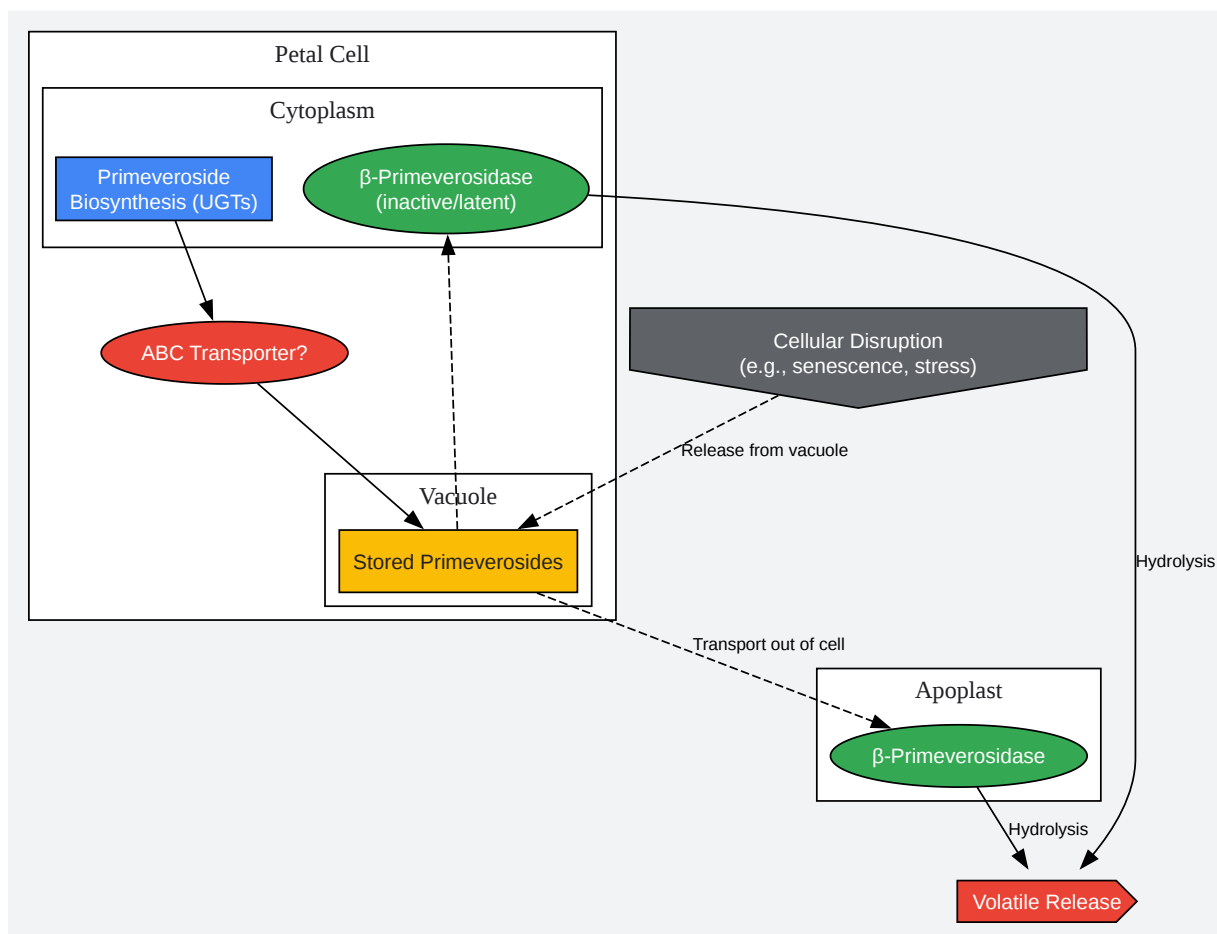 Petal Cell
Cytoplasm
Primeveroside
Biosynthesis (UGTs)
β-Primeverosidase
(inactive/latent)
ABC Transporter?
Cellular Disruption
(e.g., senescence, stress)
Release from vacuole
Vacuole
Stored Primeverosides
Hydrolysis
Transport out of cell
Apoplast
β-Primeverosidase
Hydrolysis
Volatile Release